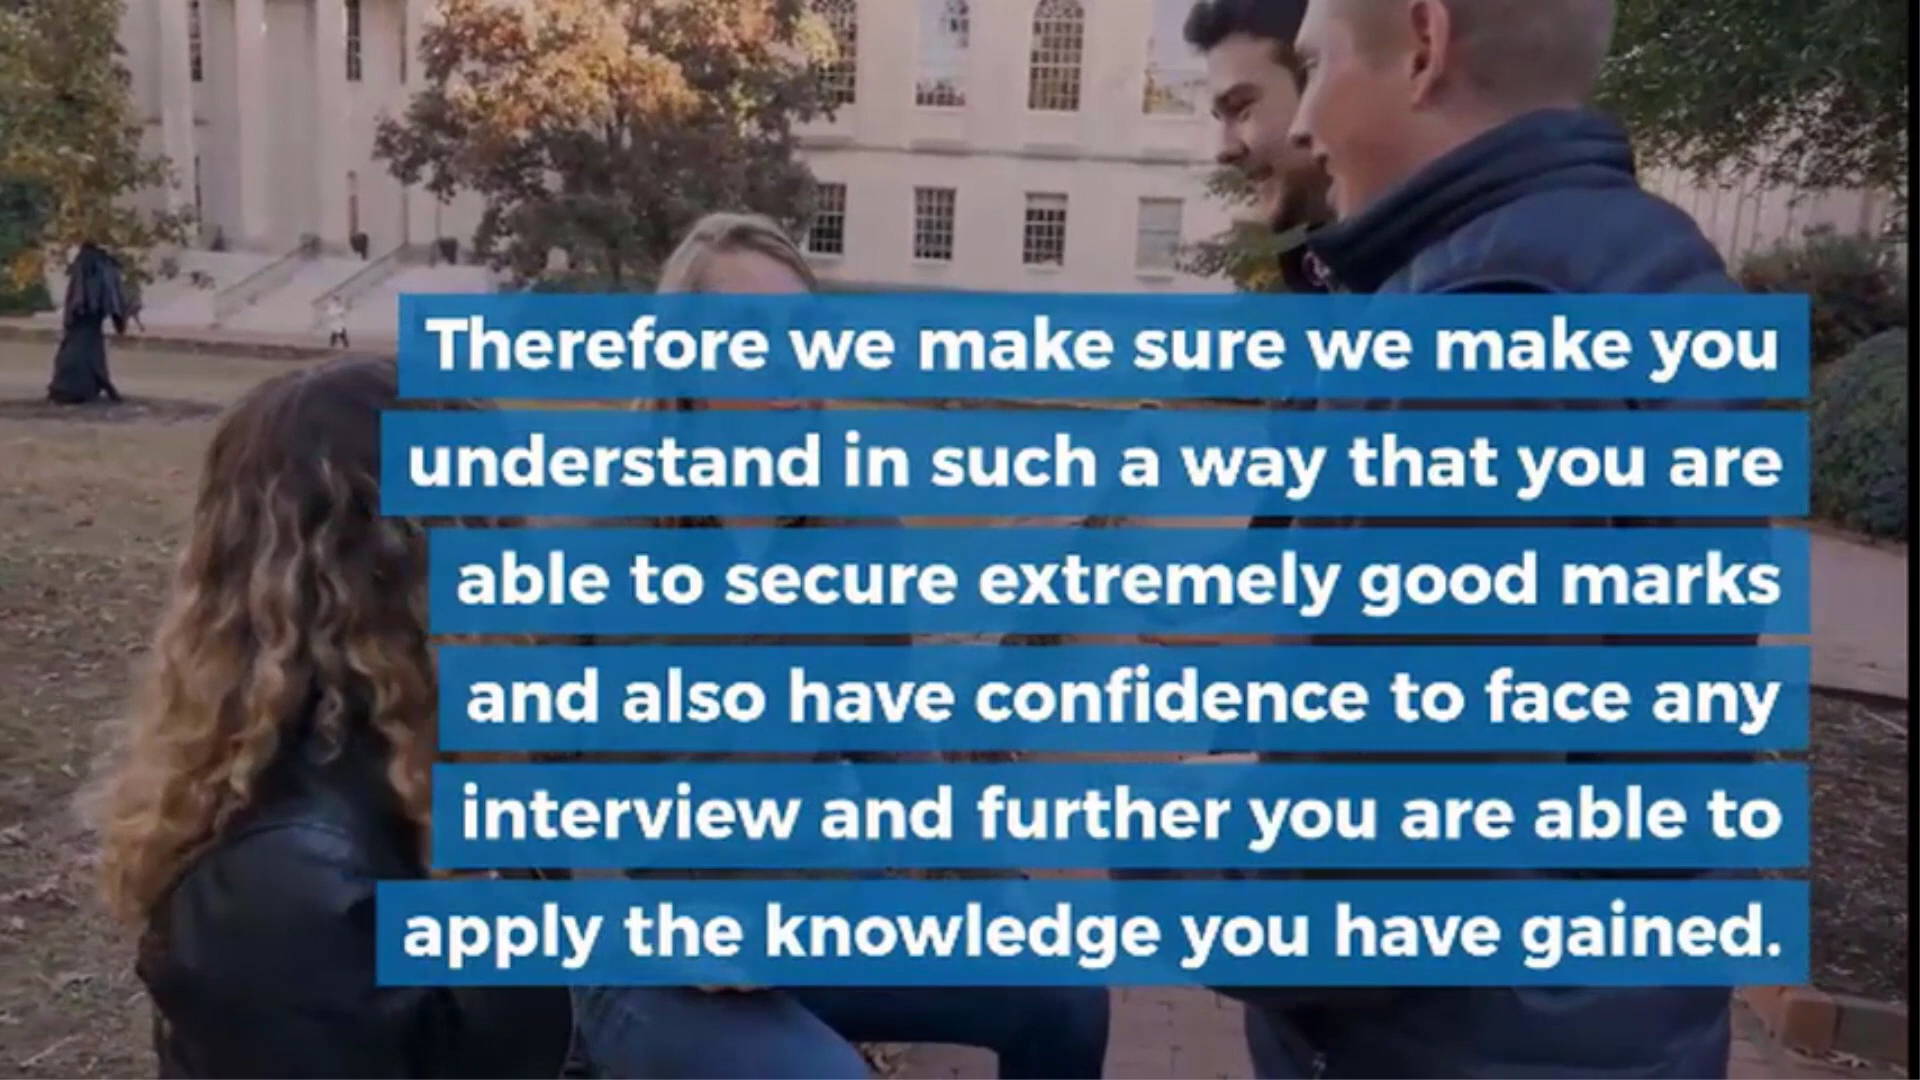 Therefore we make sure we make you
understand in such a way that you are
able to secure extremely good marks
and also have confidence to face any
interview and further you are able to
apply the knowledge you have gained.